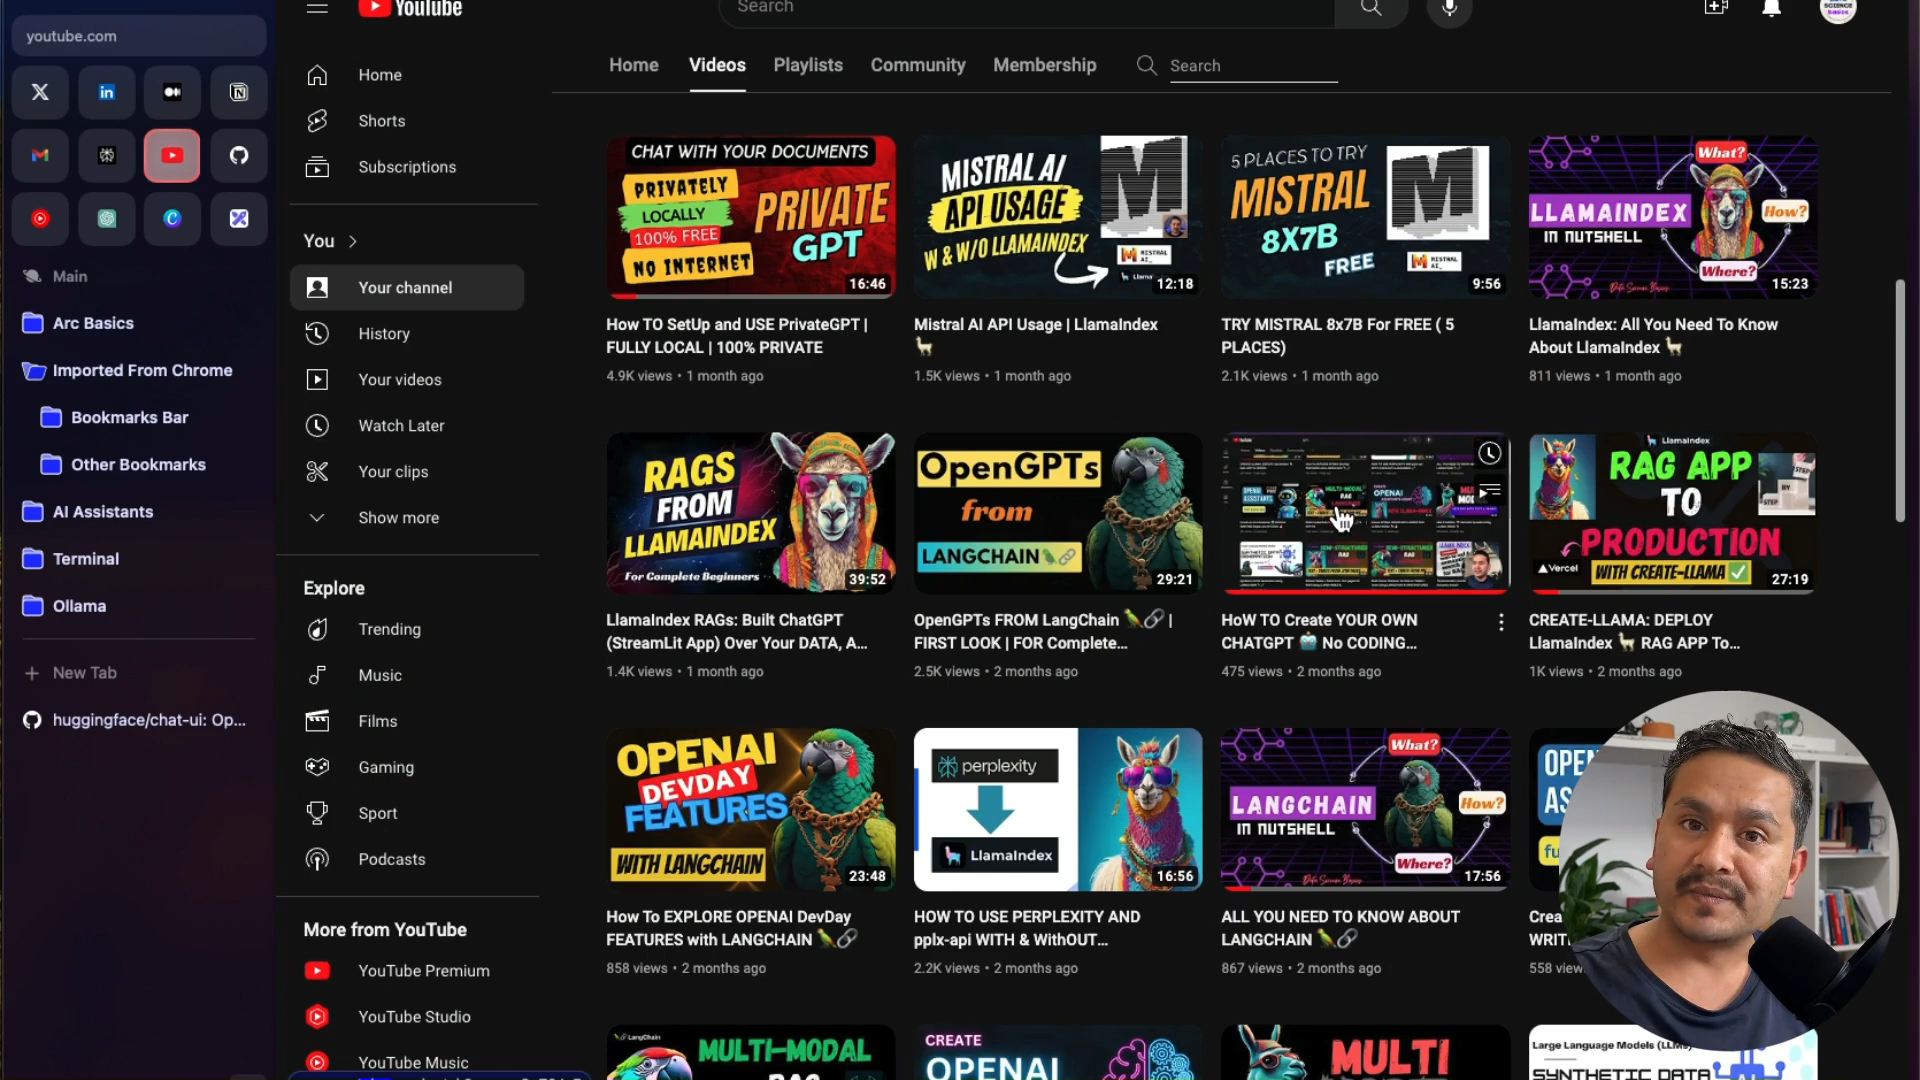 youtube.com
Main
Arc Basics
Imported From Chrome
Bookmarks Bar
Other Bookmarks
AI Assistants
Terminal
Ollama
New Tab
huggingface/chat-ui: Op...
YouTube
Search
Home
Shorts
Subscriptions
You
Your channel
History
Your videos
Watch Later
Your clips
Show more
Explore
Trending
Music
Films
Gaming
Sport
Podcasts
More from YouTube
YouTube Premium
YouTube Studio
YouTube Music
Home
Videos
Playlists
Community
Membership
Search
CHAT WITH YOUR DOCUMENTS
PRIVATELY
LOCALLY
100% FREE
NO INTERNET
PRIVATE
GPT
16:46
How TO SetUp and USE PrivateGPT |
FULLY LOCAL | 100% PRIVATE
4.9K views • 1 month ago
MISTRAL AI
API USAGE
W & W/O LLAMAINDEX
MISTRAL
AI_
12:18
Mistral AI API Usage | LlamaIndex
🦙
1.5K views • 1 month ago
5 PLACES TO TRY
MISTRAL
8X7B
FREE
MISTRAL
AI_
9:56
TRY MISTRAL 8x7B For FREE ( 5
PLACES)
2.1K views • 1 month ago
What?
LLAMAINDEX
IN NUTSHELL
How?
Where?
Data Science Basics
15:23
LlamaIndex: All You Need To Know
About LlamaIndex 🦙
811 views • 1 month ago
RAGS
FROM
LLAMAINDEX
For Complete Beginners
39:52
LlamaIndex RAGs: Built ChatGPT
(StreamLit App) Over Your DATA, A...
1.4K views • 1 month ago
OpenGPTs
from
LANGCHAIN🦜🔗
29:21
OpenGPTs FROM LangChain 🦜🔗 |
FIRST LOOK | FOR Complete...
2.5K views • 2 months ago
HoW TO Create YOUR OWN
CHATGPT 🤖 No CODING...
475 views • 2 months ago
LlamaIndex
RAG APP
TO
PRODUCTION
STEP
BY
Vercel
WITH CREATE-LLAMA ✅
27:19
CREATE-LLAMA: DEPLOY
LlamaIndex 🦙 RAG APP To...
1K views • 2 months ago
OPENAI
DEVDAY
FEATURES
WITH LANGCHAIN
23:48
How To EXPLORE OPENAI DevDay
FEATURES with LANGCHAIN 🦜🔗
858 views • 2 months ago
perplexity
LlamaIndex
16:56
HOW TO USE PERPLEXITY AND
pplx-api WITH & WithOUT...
2.2K views • 2 months ago
What?
LANGCHAIN
IN NUTSHELL
How?
Where?
Data Science Basics
17:56
ALL YOU NEED TO KNOW ABOUT
LANGCHAIN 🦜🔗
867 views • 2 months ago
558 view
LangChain
MULTI-MODAL
CREATE
OPENAI
MULTI
Large Language Models (LLMs)
SYNTHETIC DATA